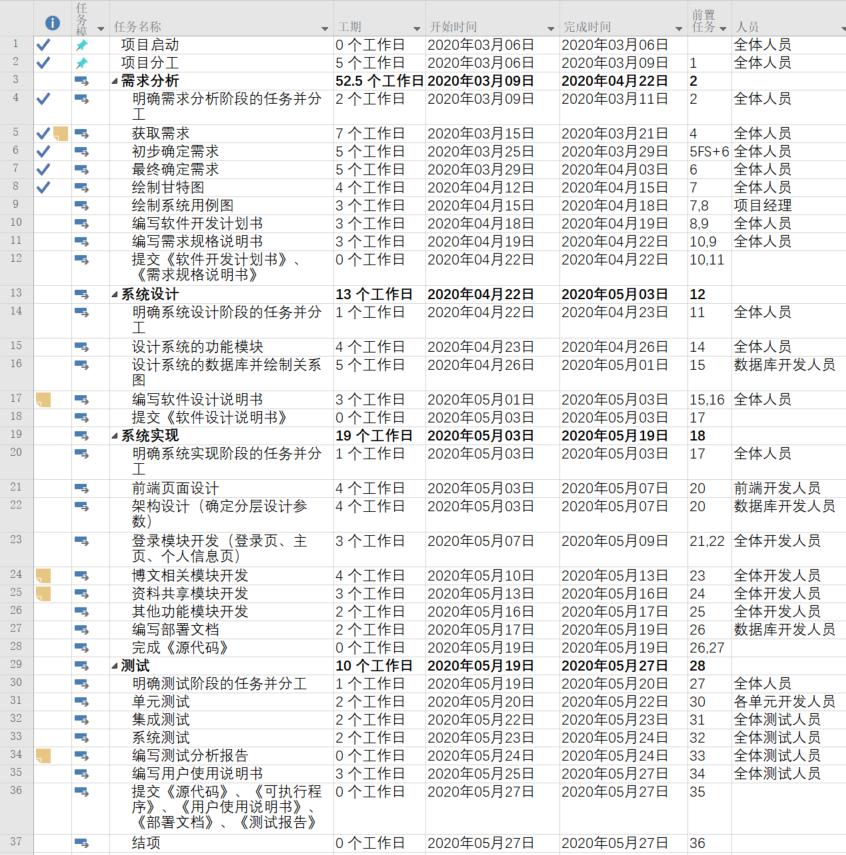 任务模 任务名称 工期 开始时间 完成时间 前置任务 人员
1 项目启动 0 个工作日 2020年03月06日 2020年03月06日 全体人员
2 项目分工 5 个工作日 2020年03月06日 2020年03月09日 1 全体人员
3 需求分析 52.5 个工作日 2020年03月09日 2020年04月22日 2
4 明确需求分析阶段的任务并分 2 个工作日 2020年03月09日 2020年03月11日 2 全体人员
工
5 获取需求 7 个工作日 2020年03月15日 2020年03月21日 4 全体人员
6 初步确定需求 5 个工作日 2020年03月25日 2020年03月29日 5FS+6 全体人员
7 最终确定需求 5 个工作日 2020年03月29日 2020年04月03日 6 全体人员
8 绘制甘特图 4 个工作日 2020年04月12日 2020年04月15日 7 全体人员
9 绘制系统用例图 3 个工作日 2020年04月15日 2020年04月18日 7,8 项目经理
10 编写软件开发计划书 3 个工作日 2020年04月18日 2020年04月19日 8,9 全体人员
11 编写需求规格说明书 3 个工作日 2020年04月19日 2020年04月22日 10,9 全体人员
12 提交《软件开发计划书》、 0 个工作日 2020年04月22日 2020年04月22日 10,11
《需求规格说明书》
13 系统设计 13 个工作日 2020年04月22日 2020年05月03日 12
14 明确系统设计阶段的任务并分 1 个工作日 2020年04月22日 2020年04月23日 11 全体人员
工
15 设计系统的功能模块 4 个工作日 2020年04月23日 2020年04月26日 14 全体人员
16 设计系统的数据库并绘制关系 5 个工作日 2020年04月26日 2020年05月01日 15 数据库开发人员
图
17 编写软件设计说明书 3 个工作日 2020年05月01日 2020年05月03日 15,16 全体人员
18 提交《软件设计说明书》 0 个工作日 2020年05月03日 2020年05月03日 17
19 系统实现 19 个工作日 2020年05月03日 2020年05月19日 18
20 明确系统实现阶段的任务并分 1 个工作日 2020年05月03日 2020年05月03日 17 全体人员
工
21 前端页面设计 4 个工作日 2020年05月03日 2020年05月07日 20 前端开发人员
22 架构设计（确定分层设计参 4 个工作日 2020年05月03日 2020年05月07日 20 数据库开发人员
数）
23 登录模块开发（登录页、主 3 个工作日 2020年05月07日 2020年05月09日 21,22 全体开发人员
页、个人信息页）
24 博文相关模块开发 4 个工作日 2020年05月10日 2020年05月13日 23 全体开发人员
25 资料共享模块开发 3 个工作日 2020年05月13日 2020年05月16日 24 全体开发人员
26 其他功能模块开发 2 个工作日 2020年05月16日 2020年05月17日 25 全体开发人员
27 编写部署文档 2 个工作日 2020年05月17日 2020年05月19日 26 数据库开发人员
28 完成《源代码》 0 个工作日 2020年05月19日 2020年05月19日 26,27
29 测试 10 个工作日 2020年05月19日 2020年05月27日 28
30 明确测试阶段的任务并分工 1 个工作日 2020年05月19日 2020年05月20日 27 全体人员
31 单元测试 2 个工作日 2020年05月20日 2020年05月22日 30 各单元开发人员
32 集成测试 2 个工作日 2020年05月22日 2020年05月23日 31 全体测试人员
33 系统测试 2 个工作日 2020年05月23日 2020年05月24日 32 全体测试人员
34 编写测试分析报告 0 个工作日 2020年05月24日 2020年05月24日 33 全体测试人员
35 编写用户使用说明书 3 个工作日 2020年05月25日 2020年05月27日 34 全体测试人员
36 提交《源代码》、《可执行程 0 个工作日 2020年05月27日 2020年05月27日 35
序》、《用户使用说明书》、
《部署文档》、《测试报告》
37 结项 0 个工作日 2020年05月27日 2020年05月27日 36